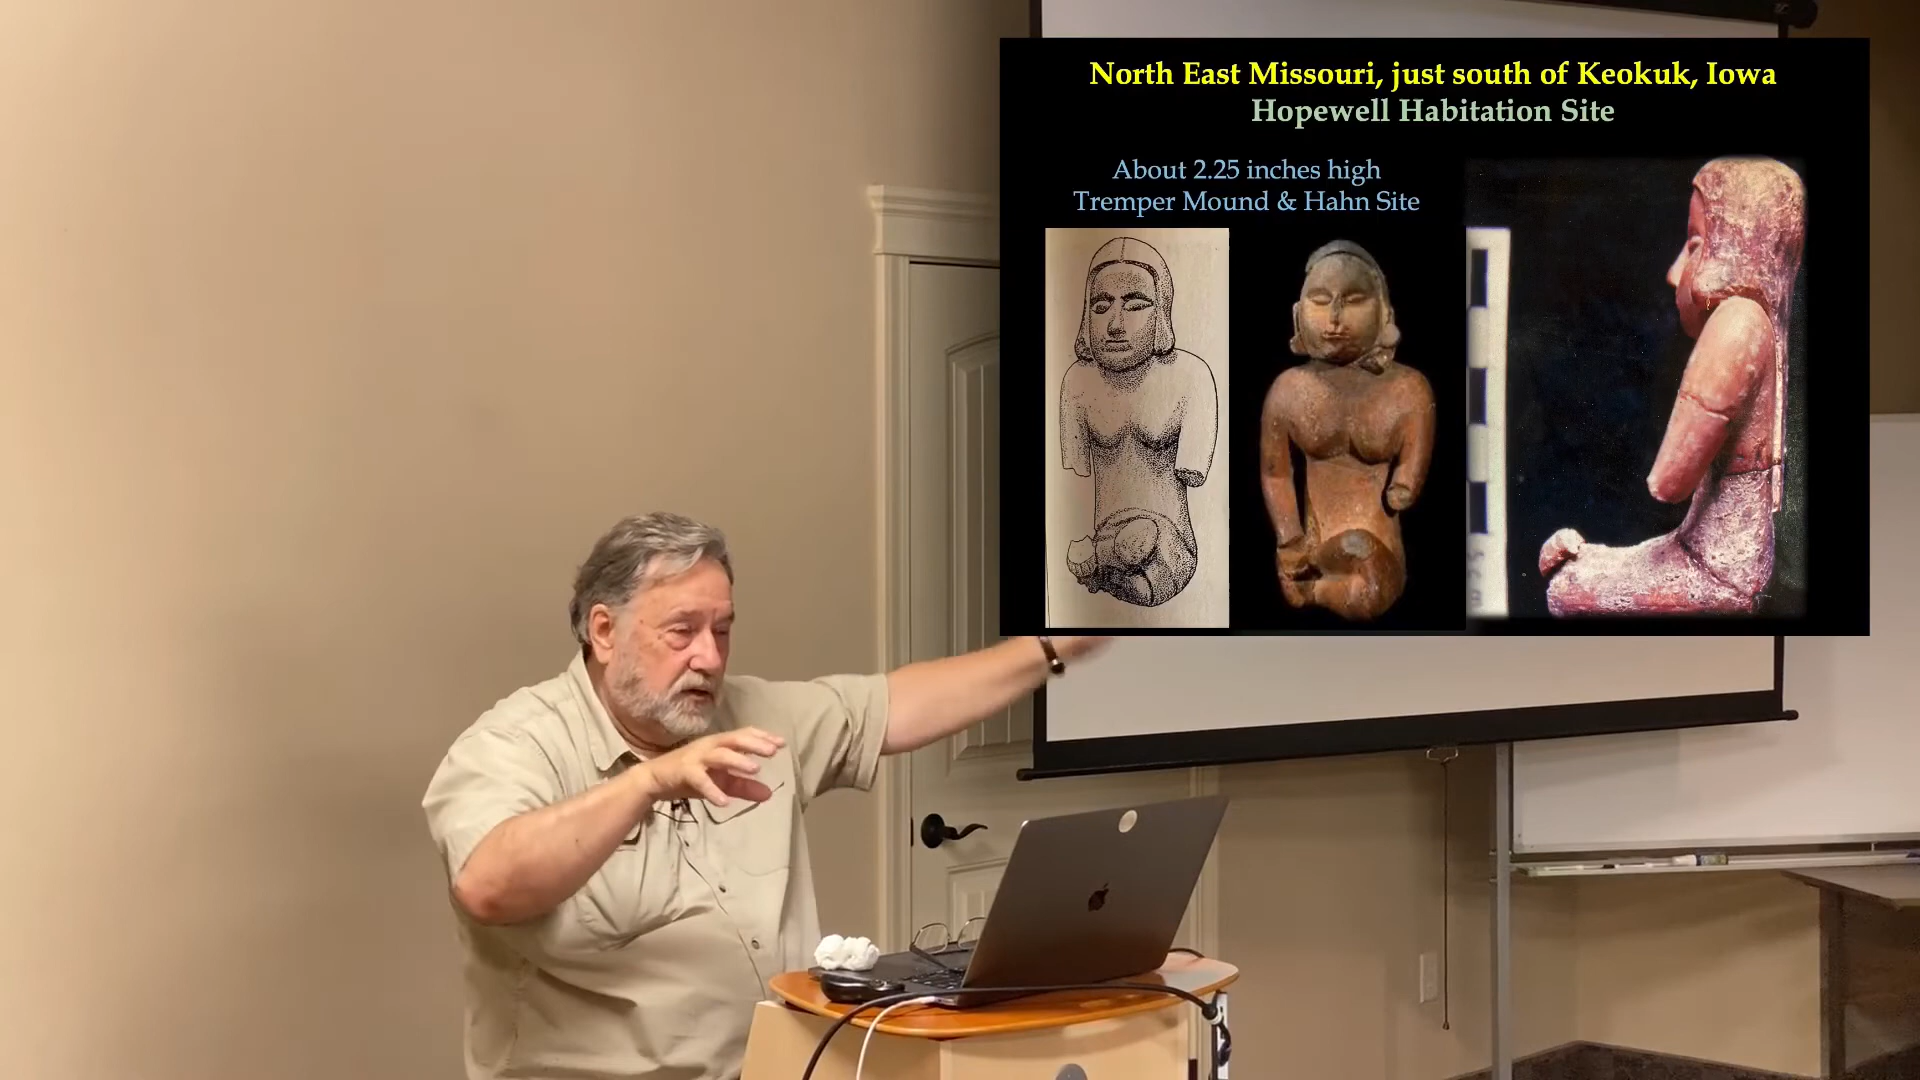 North East Missouri, just south of Keokuk, Iowa
Hopewell Habitation Site
About 2.25 inches high
Tremper Mound & Hahn Site